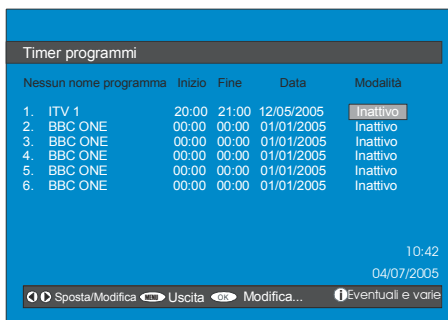 Timer programmi
Nessun nome programma Inizio Fine Data Modalità
1. ITV 1 20:00 21:00 12/05/2005 Inattivo
2. BBC ONE 00:00 00:00 01/01/2005 Inattivo
3. BBC ONE 00:00 00:00 01/01/2005 Inattivo
4. BBC ONE 00:00 00:00 01/01/2005 Inattivo
5. BBC ONE 00:00 00:00 01/01/2005 Inattivo
6. BBC ONE 00:00 00:00 01/01/2005 Inattivo
10:42
04/07/2005
Sposta/Modifica MENU Uscita OK Modifica... i Eventuali e varie